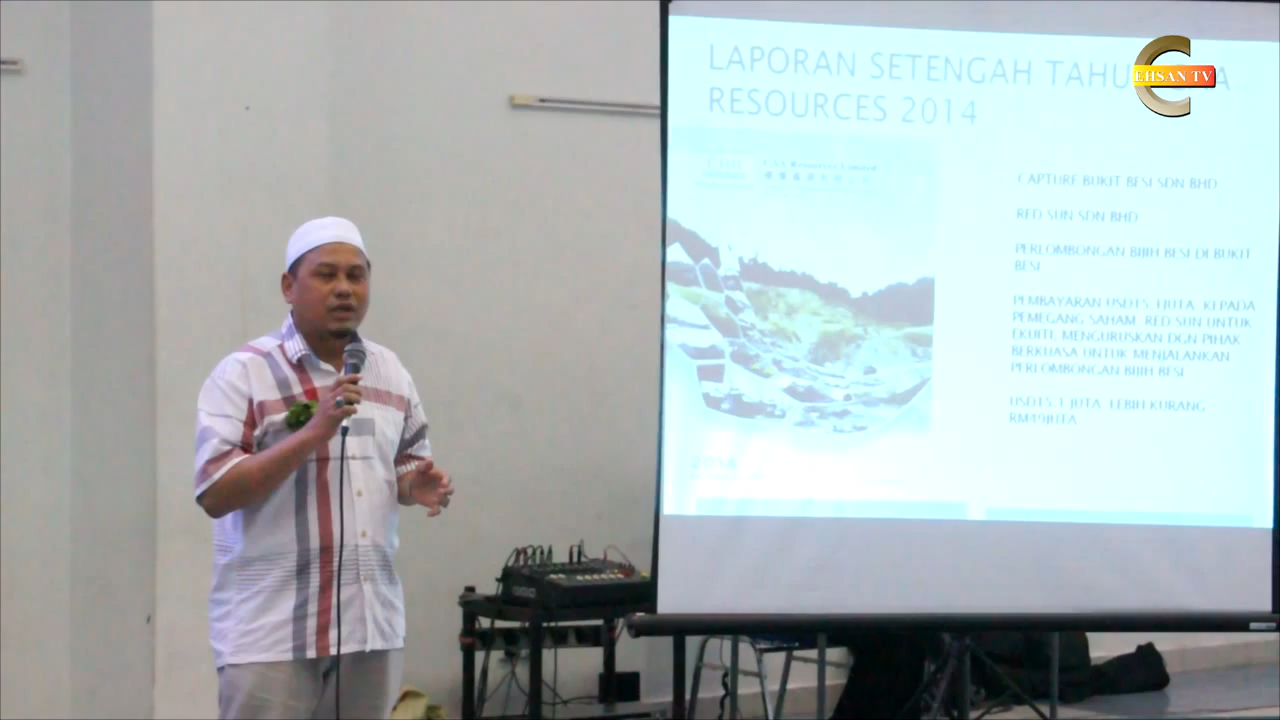 LAPORAN SETENGAH TAHU
RESOURCES 2014
EHSAN TV
CAPTURE BUKIT BESI SDN BHD
RED SUN SDN BHD
PERLOMBONGAN BIJIH BESI DI BUKIT
BESI
PEMBAYARAN USD15.1JUTA KEPADA
PEMEGANG SAHAM RED SUN UNTUK
EKUITI, MENGURUSKAN DGN PIHAK
BERKUASA UNTUK MENJALANKAN
PERLOMBONGAN BIJIH BESI
USD15.1 JUTA LEBIH KURANG
RM49JUTA
Resources Limited